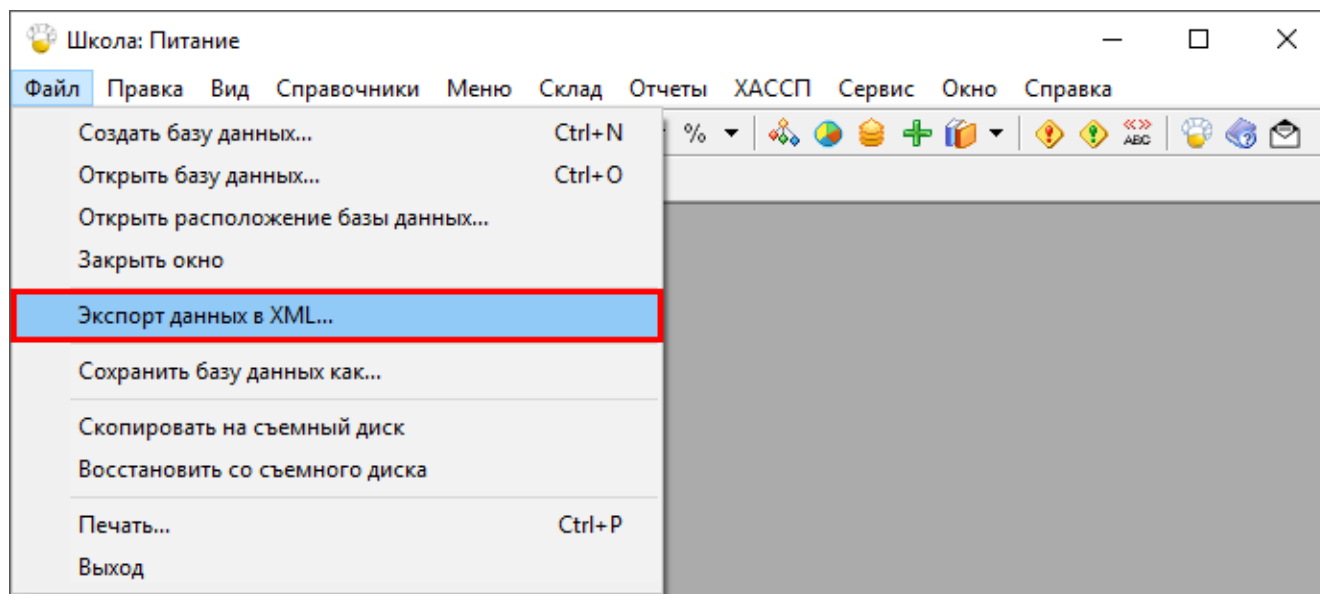 Школа: Питание
Файл Правка Вид Справочники Меню Склад Отчеты ХАССП Сервис Окно Справка
Создать базу данных... Ctrl+N
% «» ABC
Открыть базу данных... Ctrl+O
Открыть расположение базы данных...
Закрыть окно
Экспорт данных в XML...
Сохранить базу данных как...
Скопировать на съемный диск
Восстановить со съемного диска
Печать... Ctrl+P
Выход